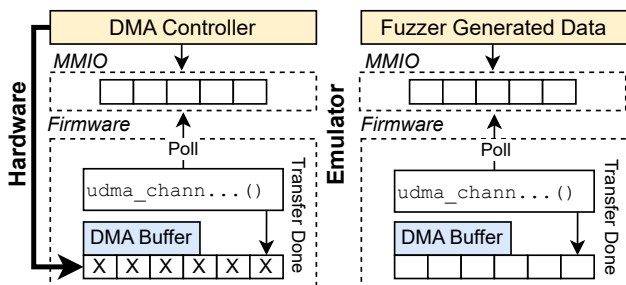 DMA Controller
MMIO
Firmware
Hardware
Poll
udma_chann...()
Transfer Done
DMA Buffer
X X X X X X
Fuzzer Generated Data
MMIO
Firmware
Emulator
Poll
udma_chann...()
Transfer Done
DMA Buffer